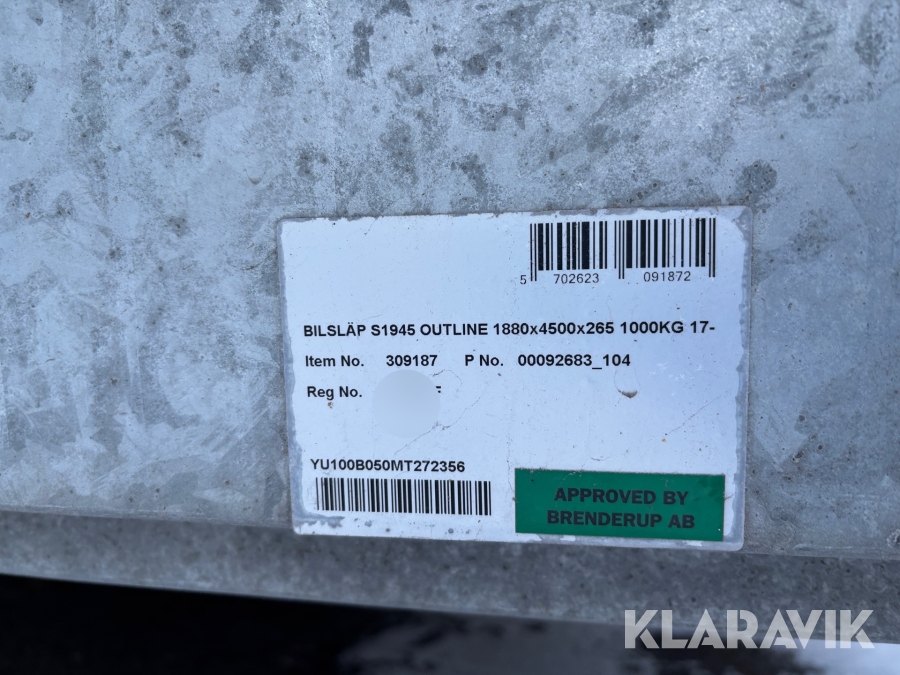 5 702623 091872
BILSLÄP S1945 OUTLINE 1880x4500x265 1000KG 17-
Item No. 309187 P No. 00092683_104
Reg No.
YU100B050MT272356
APPROVED BY
BRENDERUP AB
KLARAVIK